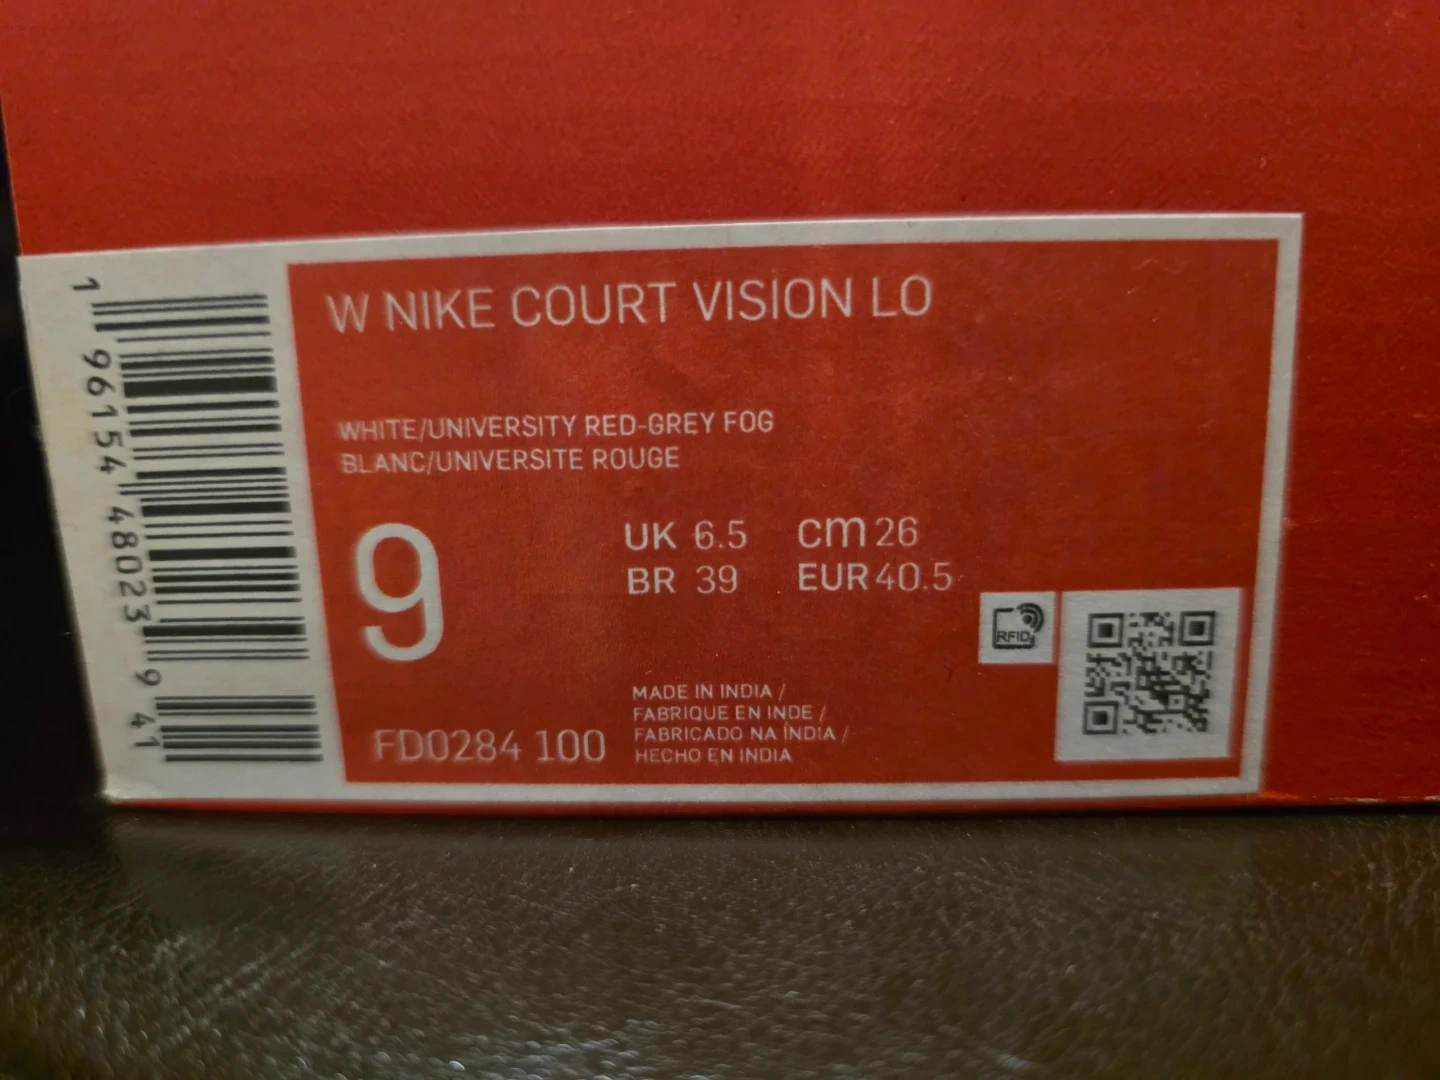 W NIKE COURT VISION LO
WHITE/UNIVERSITY RED-GREY FOG
BLANC/UNIVERSITE ROUGE
9
UK 6.5 cm 26
BR 39 EUR 40.5
RFID
FD0284 100
MADE IN INDIA /
FABRIQUE EN INDE /
FABRICADO NA ÍNDIA /
HECHO EN INDIA
1 96154 48023 9 41